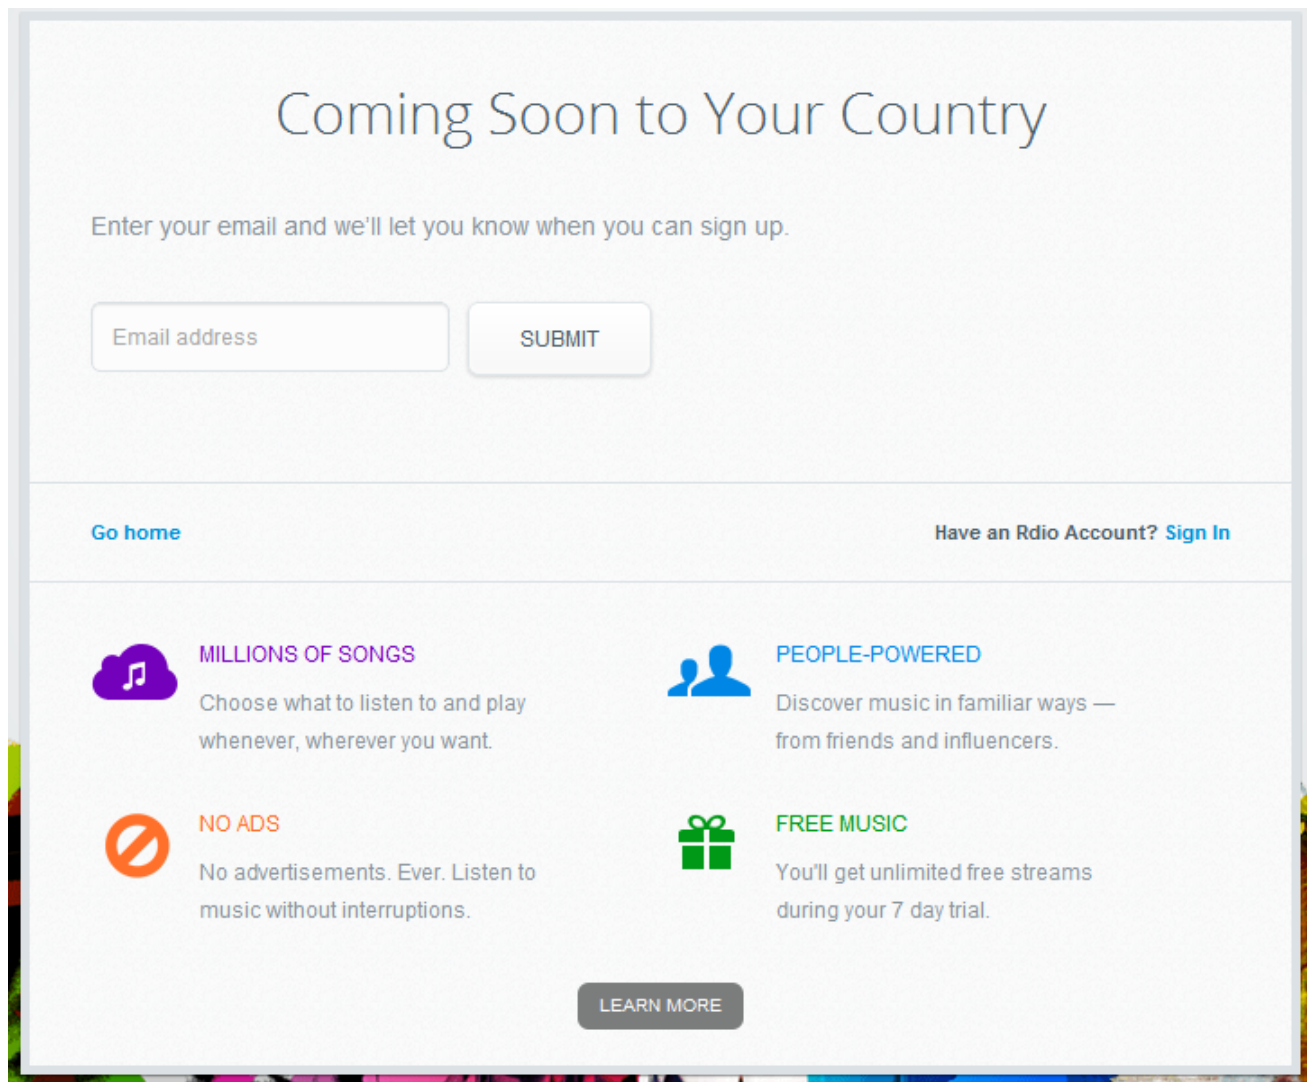 Coming Soon to Your Country
Enter your email and we'll let you know when you can sign up.
Email address
SUBMIT
Go home
Have an Rdio Account? Sign In
MILLIONS OF SONGS
Choose what to listen to and play
whenever, wherever you want.
PEOPLE-POWERED
Discover music in familiar ways —
from friends and influencers.
NO ADS
No advertisements. Ever. Listen to
music without interruptions.
FREE MUSIC
You'll get unlimited free streams
during your 7 day trial.
LEARN MORE